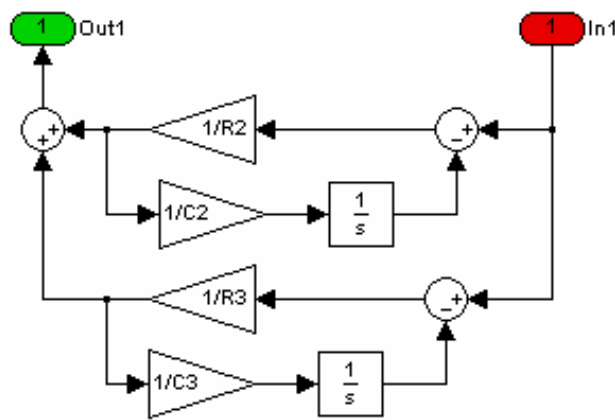 1 Out1
1 In1
+ +
1/R2
+ −
1/C2
1
s
1/R3
+ −
1/C3
1
s